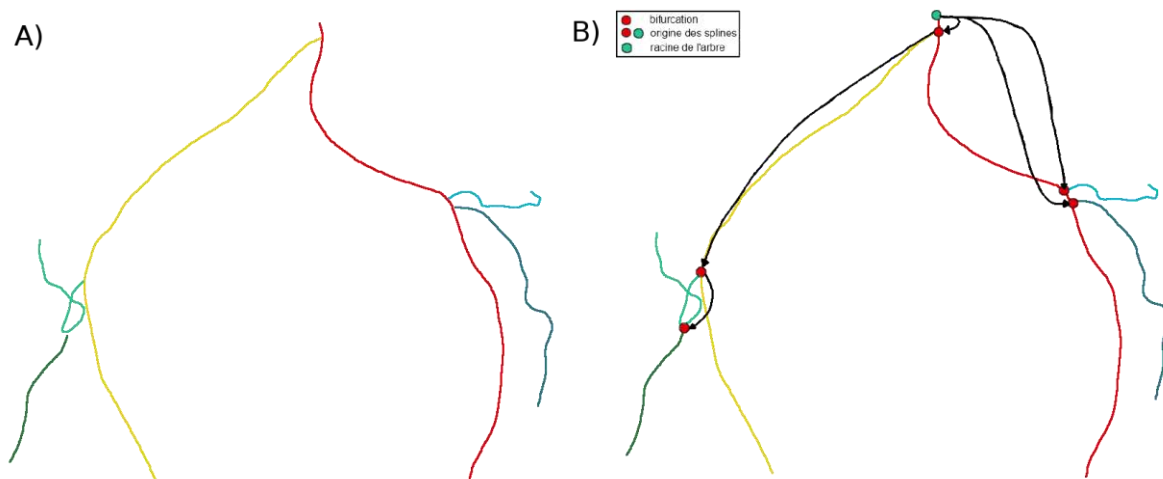 A)
B)
bifurcation
origine des splines
racine de l'arbre